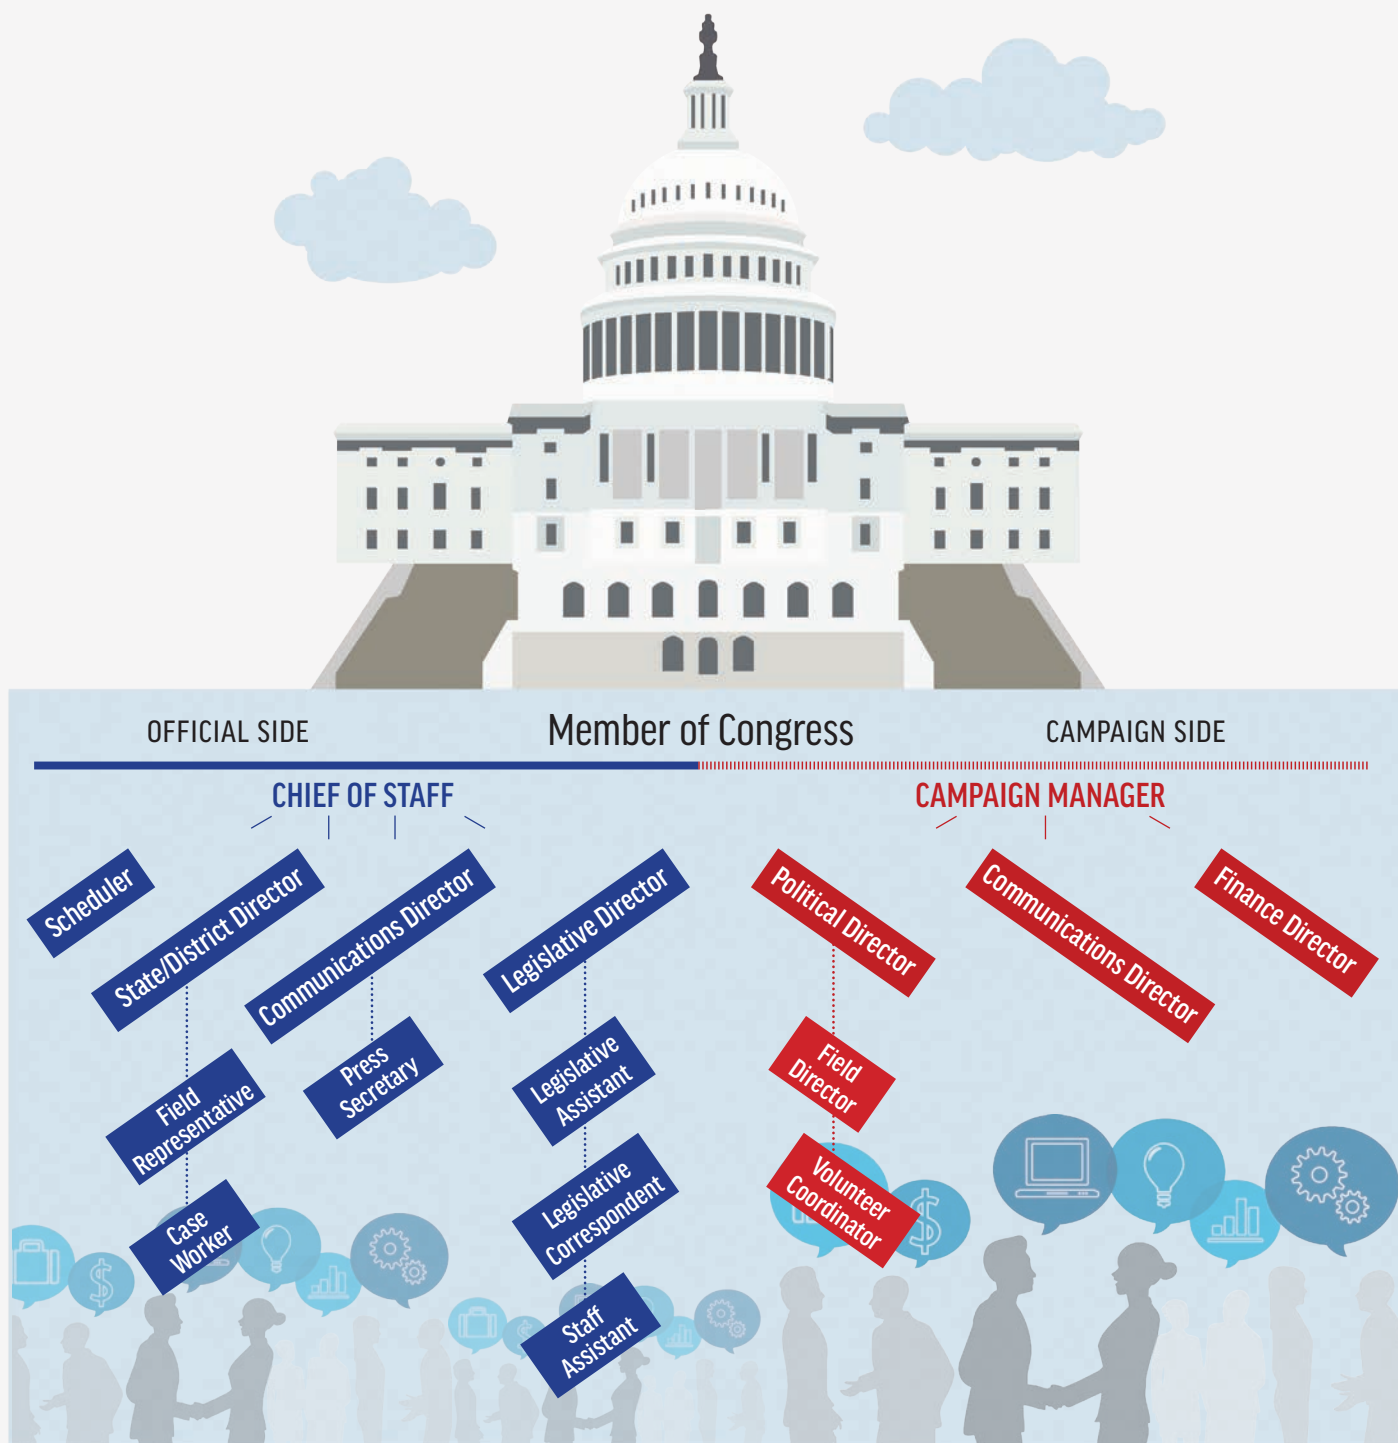 OFFICIAL SIDE
Member of Congress
CAMPAIGN SIDE
CHIEF OF STAFF
CAMPAIGN MANAGER
Scheduler
State/District Director
Communications Director
Legislative Director
Political Director
Communications Director
Finance Director
Field
Representative
Press
Secretary
Legislative
Assistant
Field
Director
Case
Worker
Legislative
Correspondent
Volunteer
Coordinator
Staff
Assistant
$
$
$